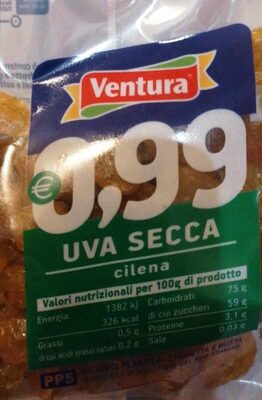 Ventura
€ 0,99
UVA SECCA
cilena
Valori nutrizionali per 100g di prodotto
Energia 1382 kJ
326 kcal
Grassi 0,5 g
di cui acidi grassi saturi 0,2 g
Carboidrati 75 g
di cui zuccheri 59 g
Proteine 3,1 g
Sale 0,03 g
PP5